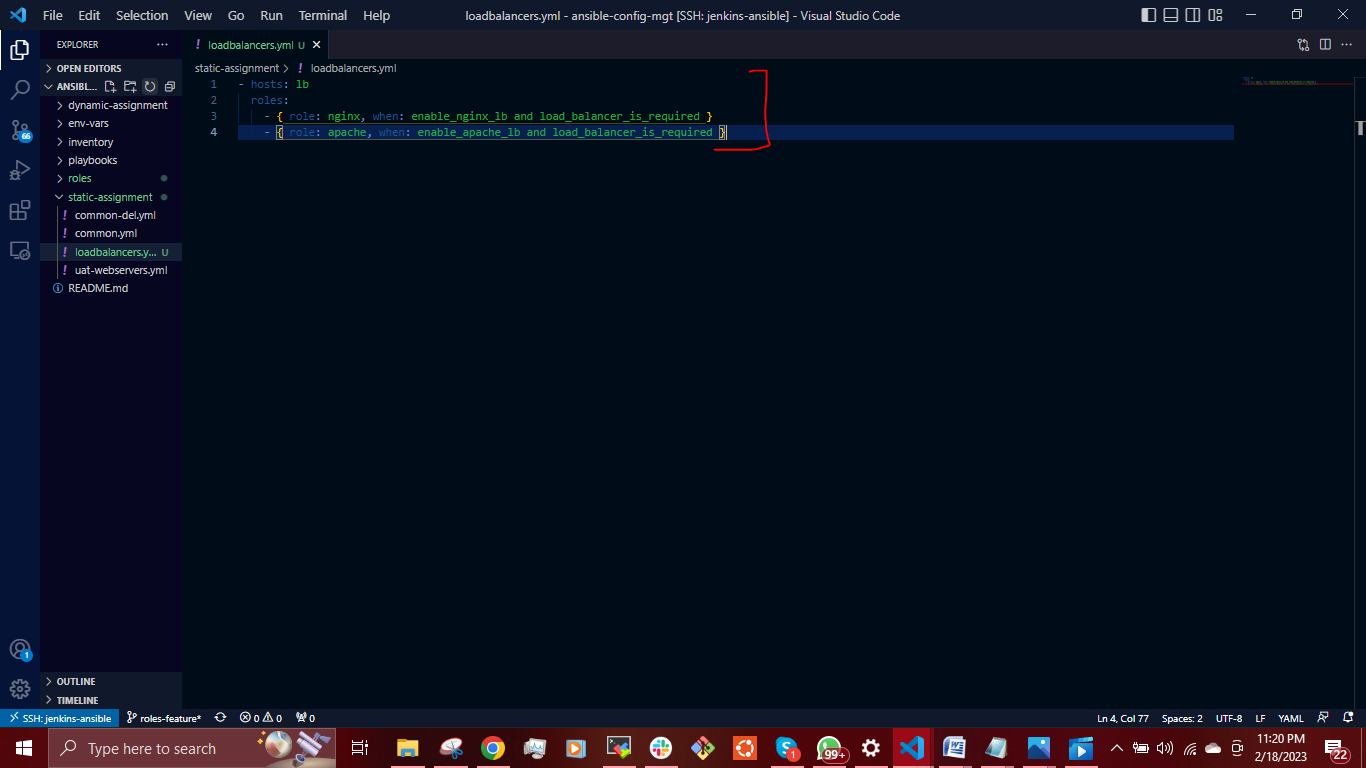 File Edit Selection View Go Run Terminal Help
loadbalancers.yml - ansible-config-mgt [SSH: jenkins-ansible] - Visual Studio Code
EXPLORER
loadbalancers.yml U
OPEN EDITORS
ANSIBL...
dynamic-assignment
env-vars
inventory
playbooks
roles
static-assignment
common-del.yml
common.yml
loadbalancers.y... U
uat-webservers.yml
README.md
OUTLINE
TIMELINE
66
1
static-assignment > ! loadbalancers.yml
1 - hosts: lb
2 roles:
3 - { role: nginx, when: enable_nginx_lb and load_balancer_is_required }
4 - { role: apache, when: enable_apache_lb and load_balancer_is_required }
SSH: jenkins-ansible roles-feature* 0 0 0
Ln 4, Col 77 Spaces: 2 UTF-8 LF YAML
Type here to search
1
99+
11:20 PM
2/18/2023
22